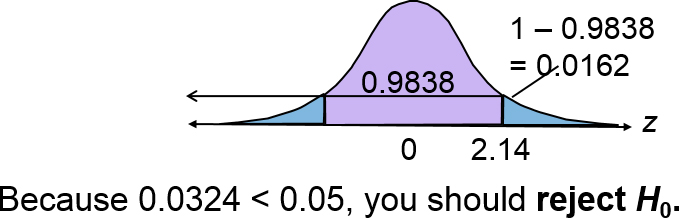 1 – 0.9838
= 0.0162
0.9838
z
0 2.14
Because 0.0324 < 0.05, you should reject H₀.